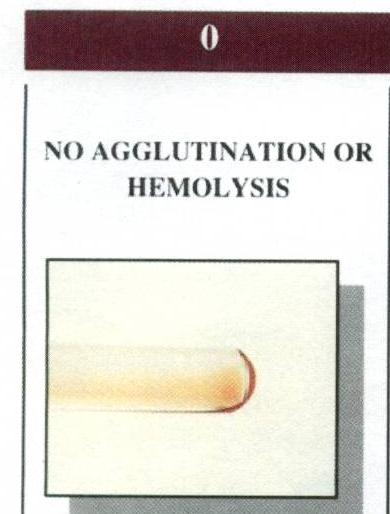 0
NO AGGLUTINATION OR
HEMOLYSIS